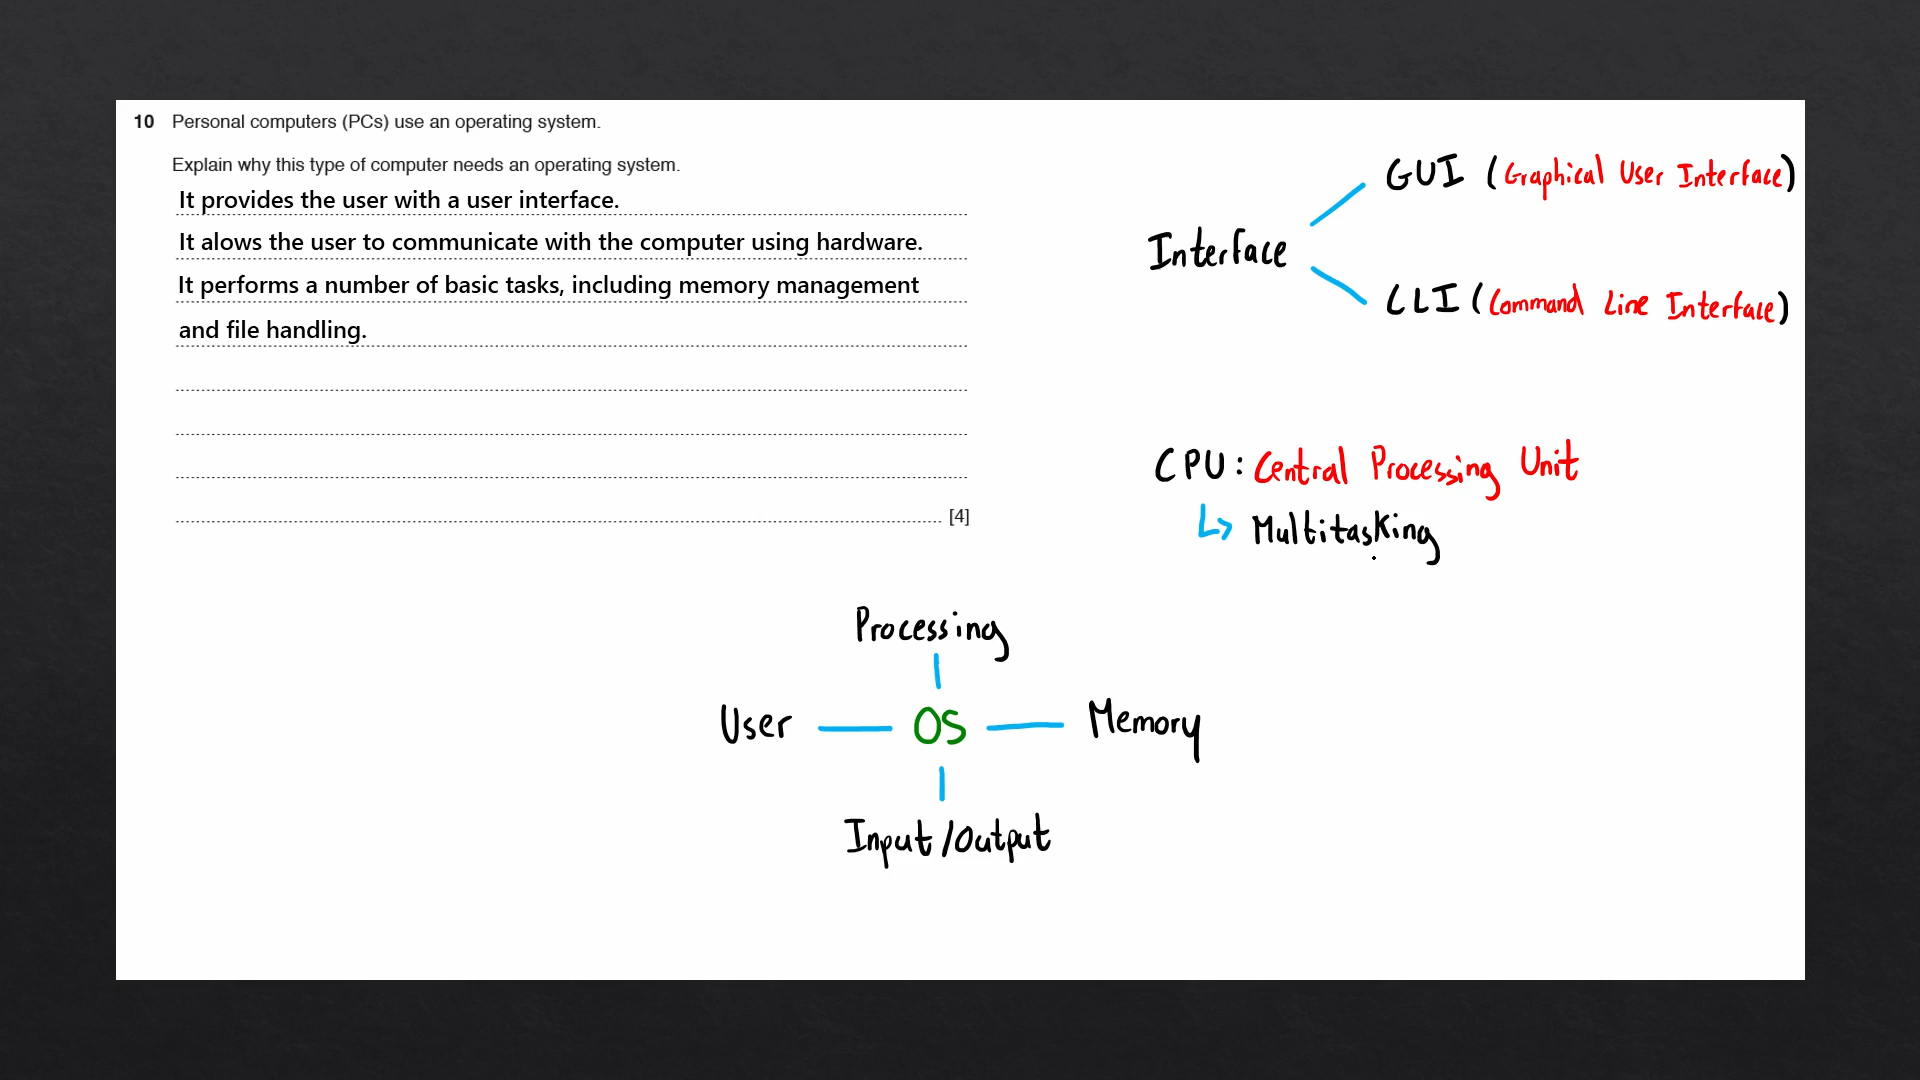 10 Personal computers (PCs) use an operating system.
Explain why this type of computer needs an operating system.
It provides the user with a user interface.
It alows the user to communicate with the computer using hardware.
It performs a number of basic tasks, including memory management
and file handling.
[4]
Interface
GUI (Graphical User Interface)
CLI (Command Line Interface)
CPU: Central Processing Unit
Multitasking
Processing
User OS Memory
Input/Output